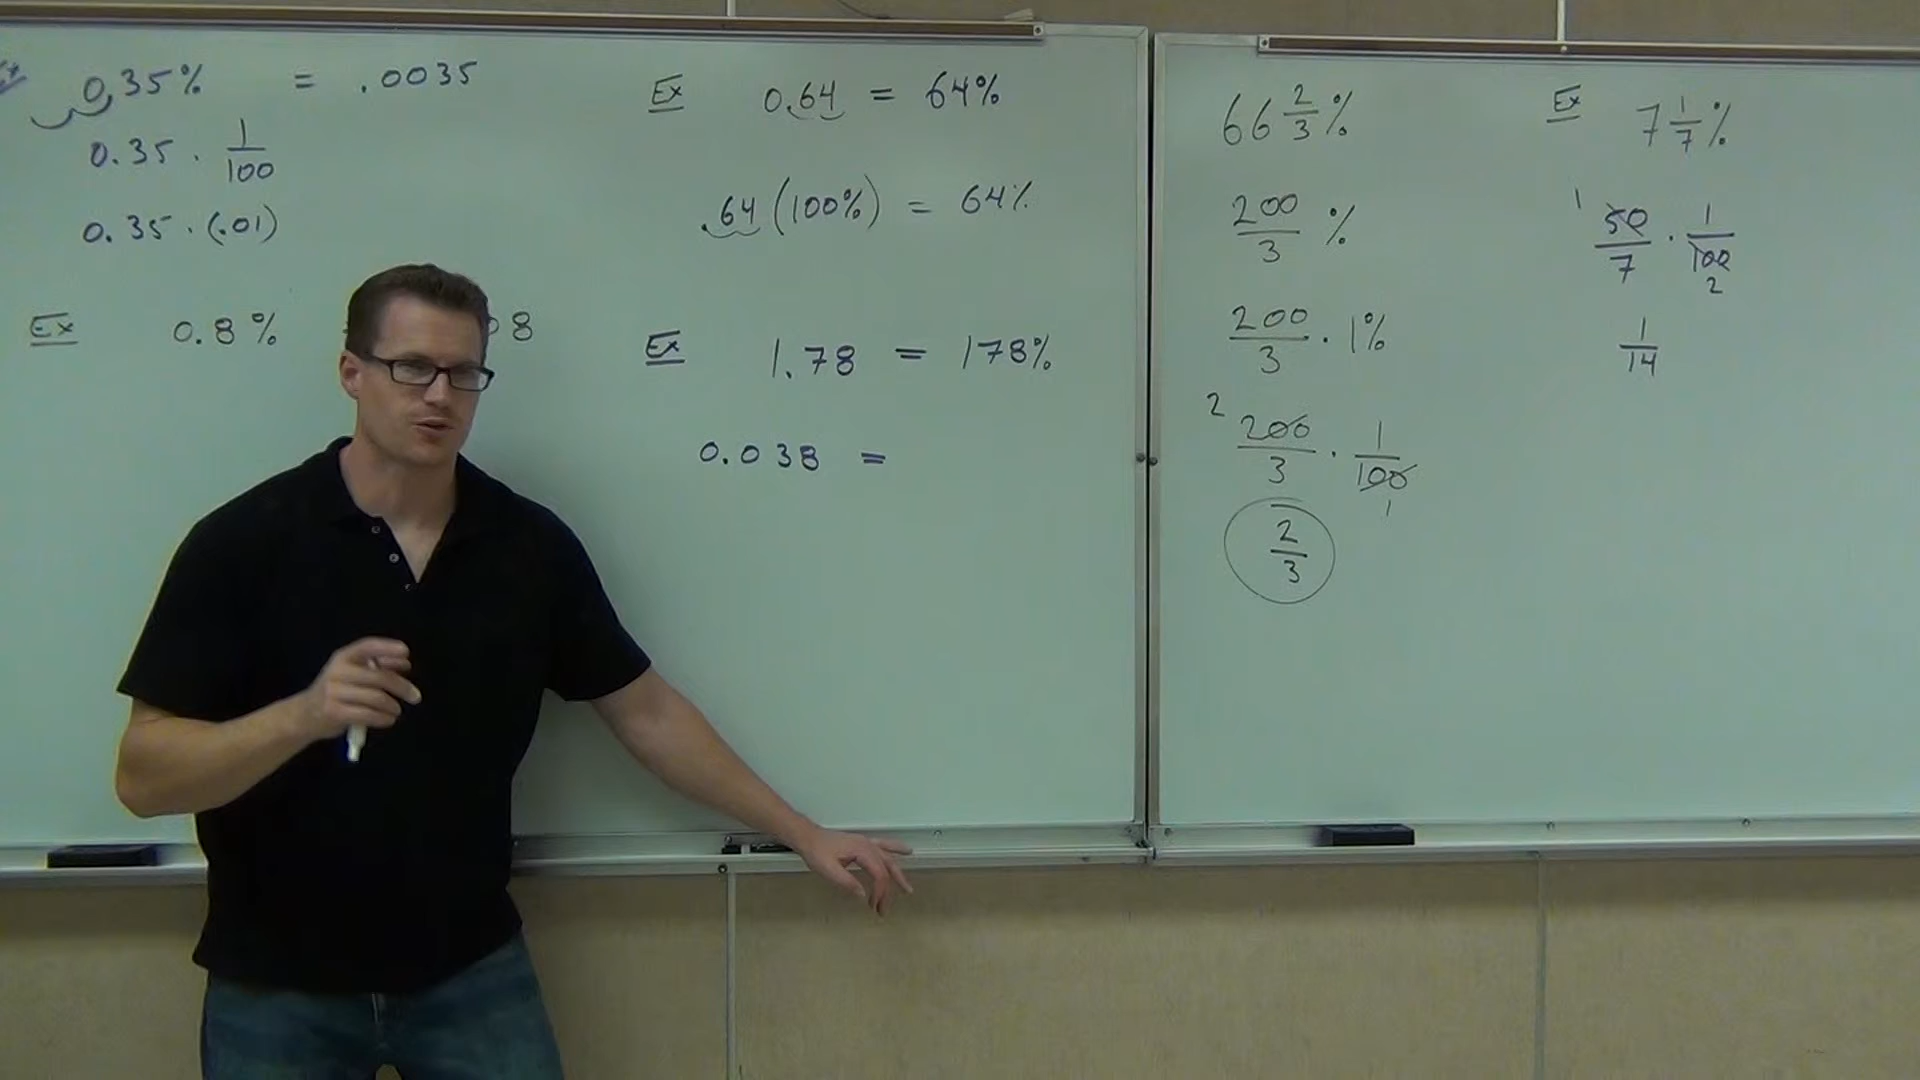 Ex 0.35% = .0035
0.35 · 1/100
0.35 · (.01)
Ex 0.8% = 8
Ex 0.64 = 64%
.64 (100%) = 64%
Ex 1.78 = 178%
0.038 =
66 2/3 %
200/3 %
200/3 · 1%
2 200/3 · 1/100 1
2/3
Ex 7 1/7 %
1 50/7 · 1/100 2
1/14